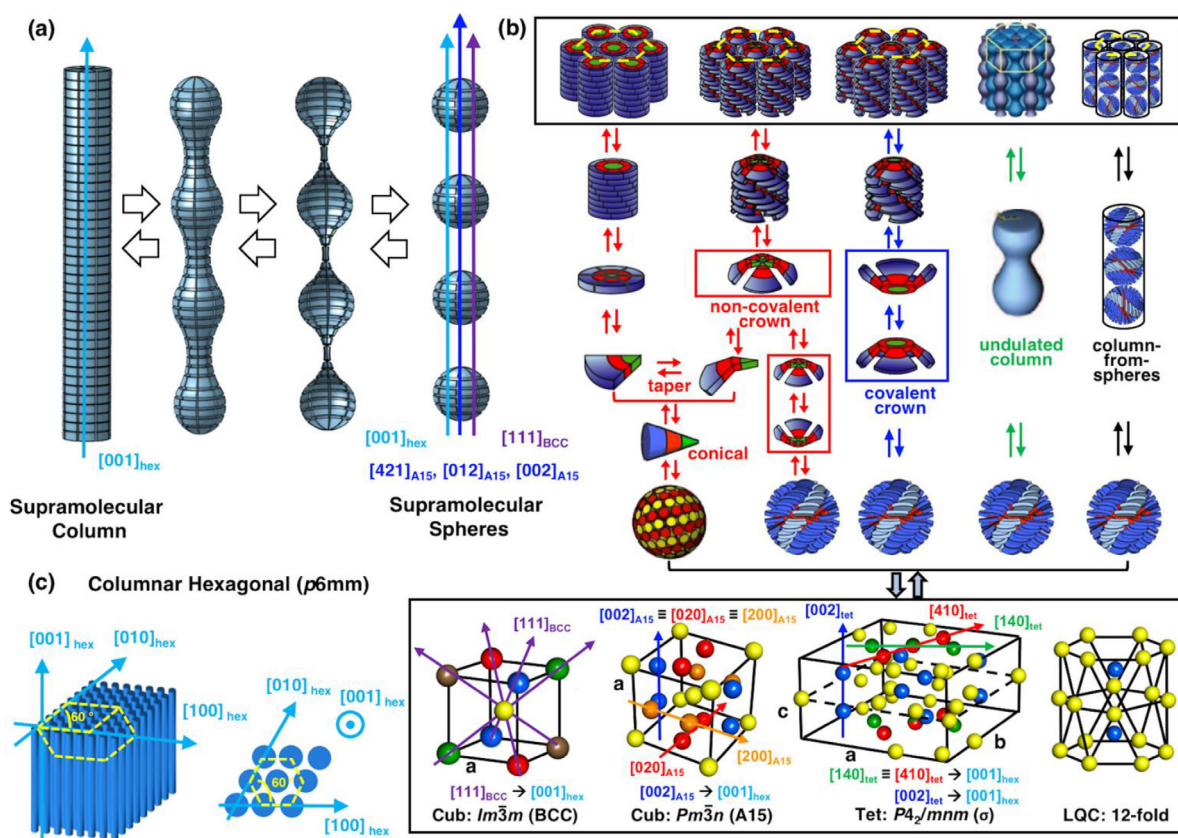 (a)
[001]hex
[001]hex
[111]BCC
[421]A15, [012]A15, [002]A15
Supramolecular
Column
Supramolecular
Spheres
(b)
non-covalent
crown
taper
conical
covalent
crown
undulated
column
column-
from-
spheres
(c)
Columnar Hexagonal (p6mm)
[001] hex
[010]hex
[100] hex
60 °
[010] hex
[001] hex
60
[100] hex
[111]BCC
a
[111]BCC → [001]hex
Cub: Im3̄m (BCC)
[002]A15 ≡ [020]A15 ≡ [200]A15
a
[020]A15
[200]A15
[002]A15 → [001]hex
Cub: Pm3̄n (A15)
[002]tet
[410]tet
[140]tet
c
a
b
[140]tet ≡ [410]tet → [001]hex
[002]tet → [001]hex
Tet: P4₂/mnm (σ)
LQC: 12-fold